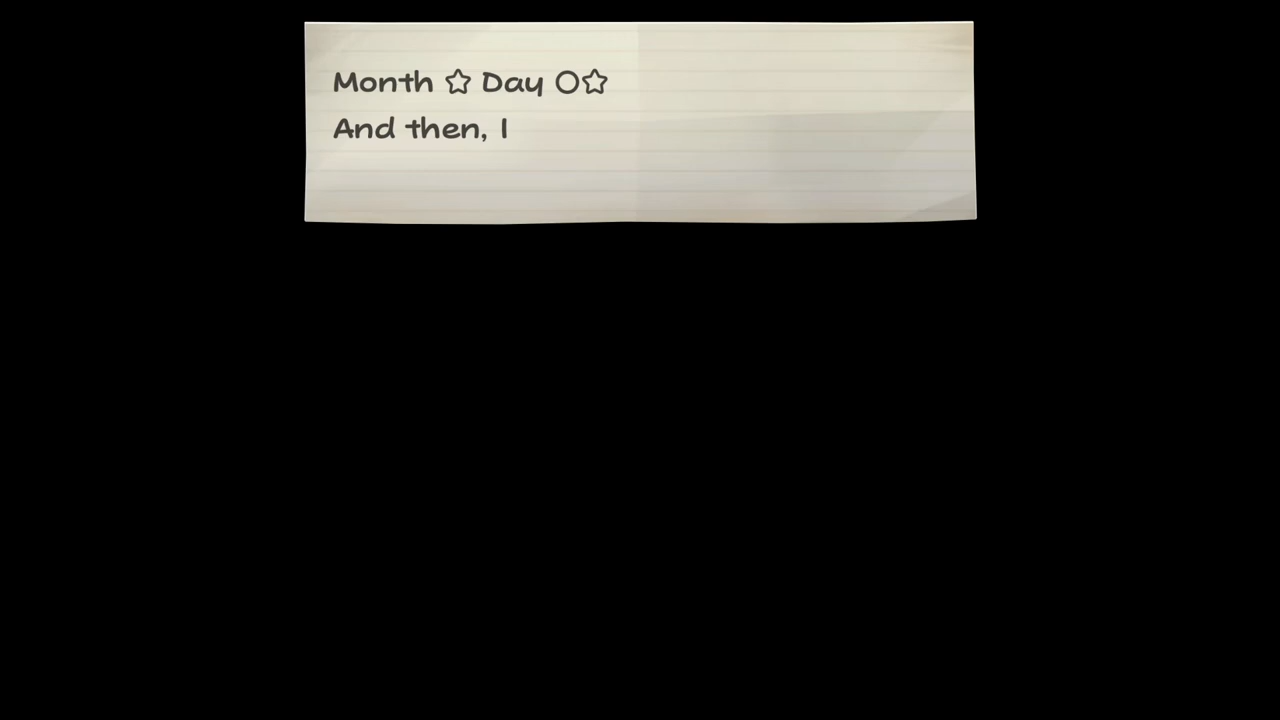 Month ☆ Day ○☆
And then, I